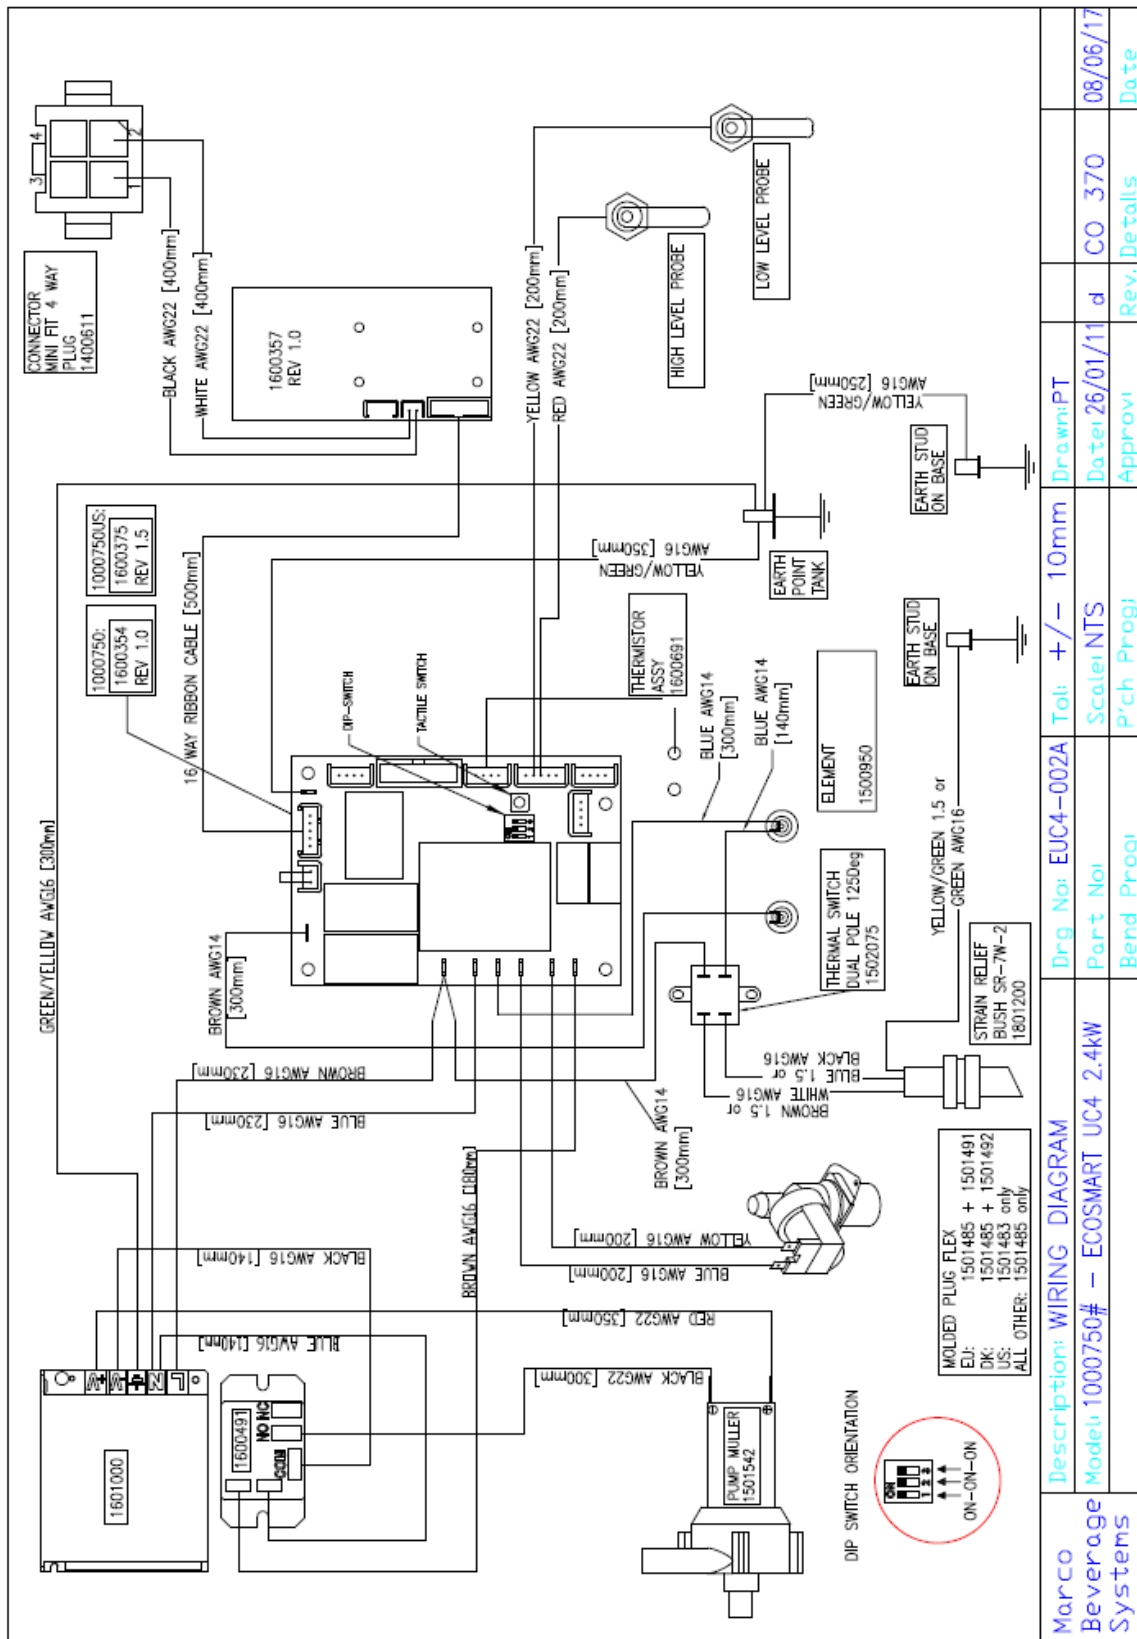 CONNECTOR
MINI FIT 4 WAY
PLUG
1400611
3 4
1 2
BLACK AWG22 [400mm]
WHITE AWG22 [400mm]
1600357
REV 1.0
1000750:
1600354
REV 1.0
1000750US:
1600375
REV 1.5
16 WAY RIBBON CABLE [500mm]
GREEN/YELLOW AWG16 [300mm]
YELLOW AWG22 [200mm]
RED AWG22 [200mm]
HIGH LEVEL PROBE
LOW LEVEL PROBE
DIP-SWITCH
TACTILE SWITCH
YELLOW/GREEN
AWG16 [350mm]
YELLOW/GREEN
AWG16 [250mm]
EARTH
POINT
TANK
EARTH STUD
ON BASE
EARTH STUD
ON BASE
THERMISTOR
ASSY
1600691
BLUE AWG14
[300mm]
BLUE AWG14
[140mm]
ELEMENT
1500950
THERMAL SWITCH
DUAL POLE 125Deg
1502075
YELLOW/GREEN 1.5 or
GREEN AWG16
STRAIN RELIEF
BUSH SR-7W-2
1801200
BROWN AWG14
[300mm]
BROWN AWG16 [230mm]
BLUE AWG16 [230mm]
BROWN AWG14
[300mm]
BROWN AWG16 [180mm]
BLUE 1.5 or
BLACK AWG16
BROWN 1.5 or
WHITE AWG16
YELLOW AWG16 [200mm]
BLUE AWG16 [200mm]
BLACK AWG16 [140mm]
BLUE AWG16 [140mm]
RED AWG22 [350mm]
BLACK AWG22 [300mm]
1601000
V+
V-
N
L
1600491
NO NC
COM
PUMP MULLER
1501542
MOLDED PLUG FLEX
EU: 1501485 + 1501491
DK: 1501485 + 1501492
US: 1501483 only
ALL OTHER: 1501485 only
DIP SWITCH ORIENTATION
ON
1 2 3
ON-ON-ON
Marco
Beverage
Systems
Description: WIRING DIAGRAM
Model: 1000750# - ECOSMART UC4 2.4kW
Drg No: EUC4-002A
Part No:
Bend Prog:
Tol: +/- 10mm
Scale: NTS
P'ch Prog:
Drawn: PT
Date: 26/01/11
Approv:
d CO 370 08/06/17
Rev. Details Date